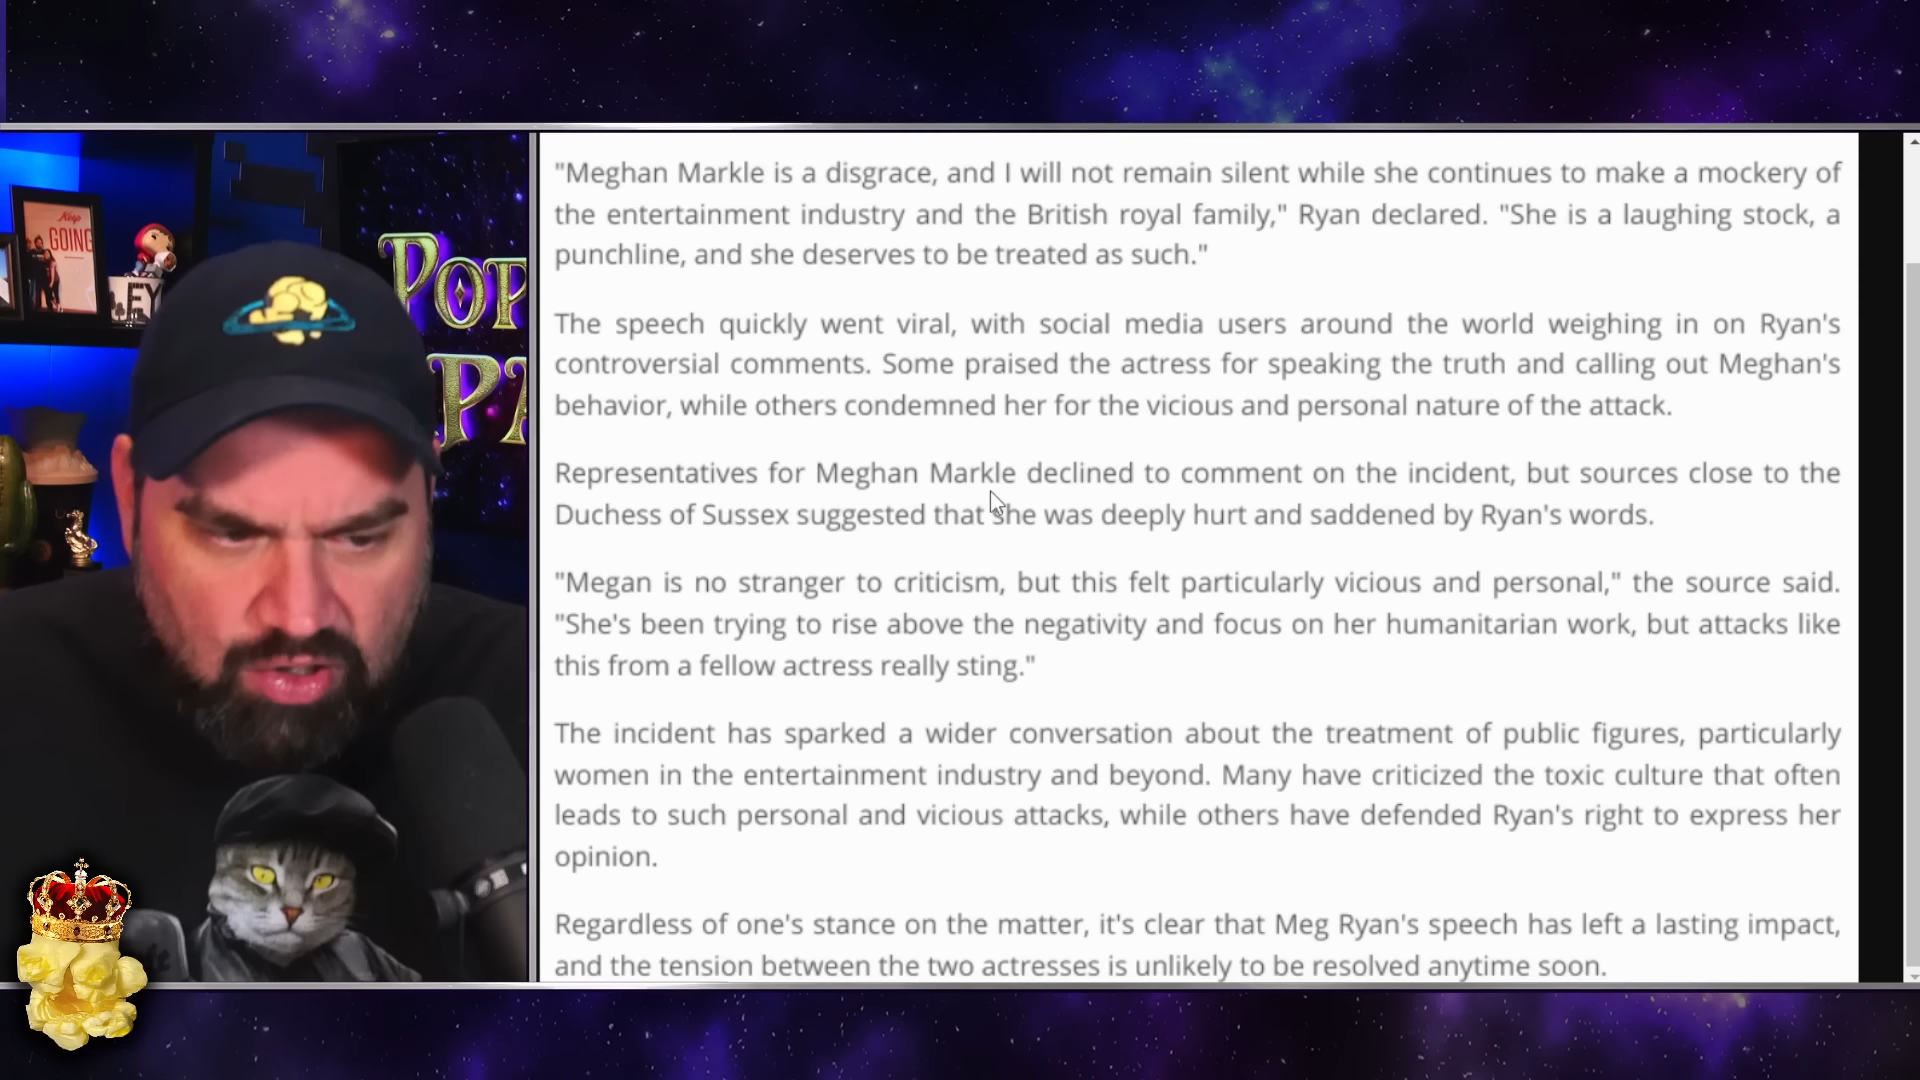 Keep
GOING
EY
POP
PA
"Meghan Markle is a disgrace, and I will not remain silent while she continues to make a mockery of
the entertainment industry and the British royal family," Ryan declared. "She is a laughing stock, a
punchline, and she deserves to be treated as such."
The speech quickly went viral, with social media users around the world weighing in on Ryan's
controversial comments. Some praised the actress for speaking the truth and calling out Meghan's
behavior, while others condemned her for the vicious and personal nature of the attack.
Representatives for Meghan Markle declined to comment on the incident, but sources close to the
Duchess of Sussex suggested that she was deeply hurt and saddened by Ryan's words.
"Megan is no stranger to criticism, but this felt particularly vicious and personal," the source said.
"She's been trying to rise above the negativity and focus on her humanitarian work, but attacks like
this from a fellow actress really sting."
The incident has sparked a wider conversation about the treatment of public figures, particularly
women in the entertainment industry and beyond. Many have criticized the toxic culture that often
leads to such personal and vicious attacks, while others have defended Ryan's right to express her
opinion.
Regardless of one's stance on the matter, it's clear that Meg Ryan's speech has left a lasting impact,
and the tension between the two actresses is unlikely to be resolved anytime soon.